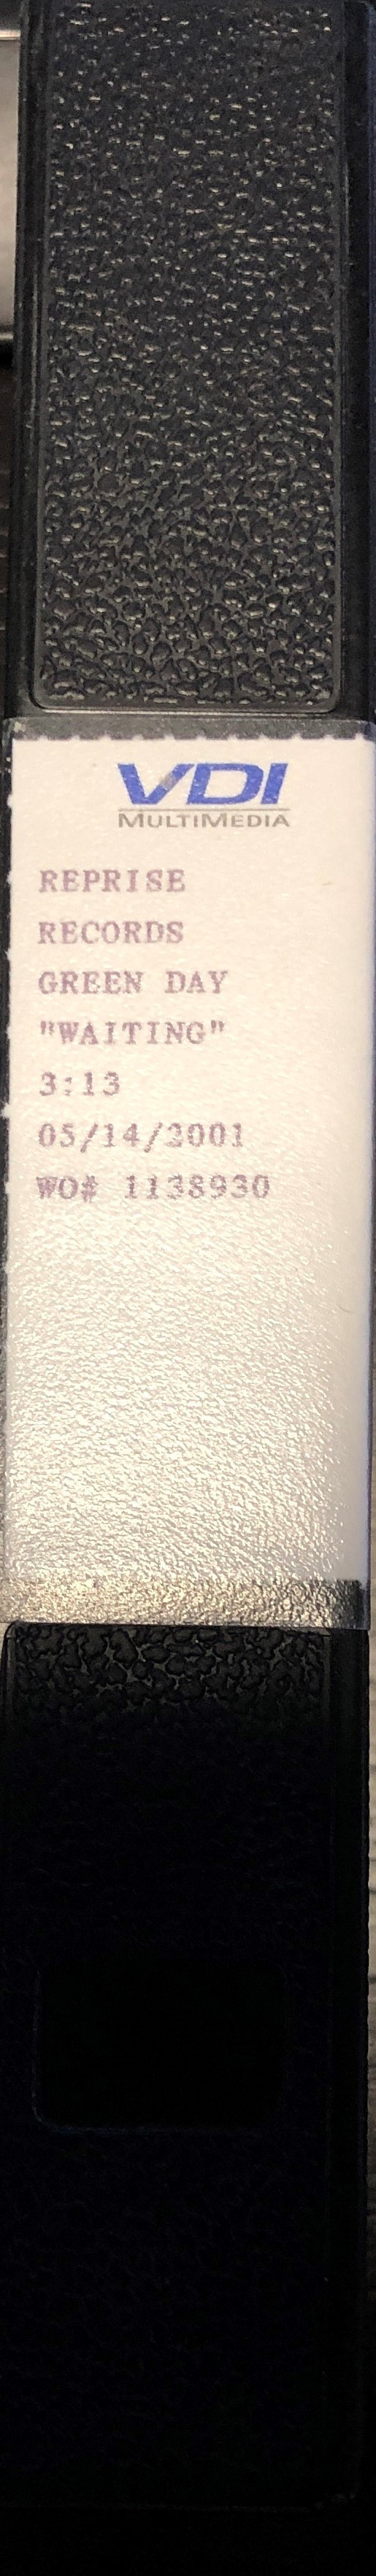 VDI
MULTIMEDIA
REPRISE
RECORDS
GREEN DAY
"WAITING"
3:13
05/14/2001
WO# 1138930